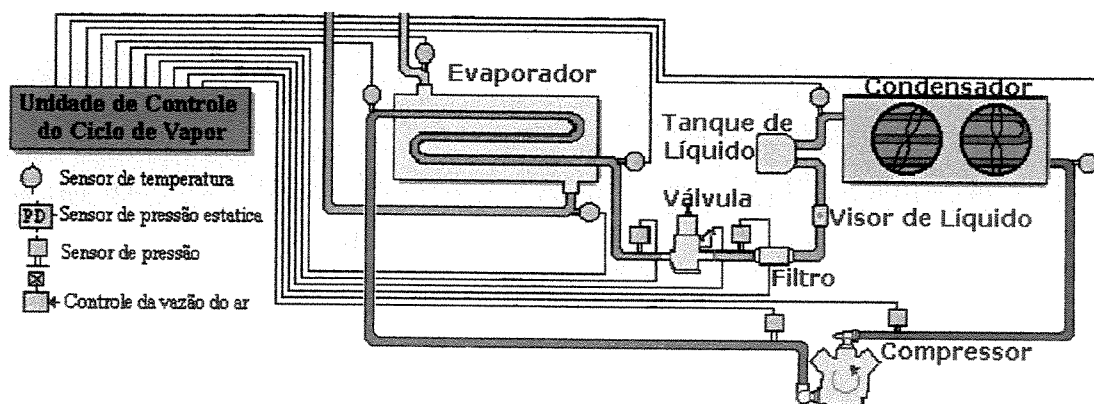 Unidade de Controle
do Ciclo de Vapor
Sensor de temperatura
PD
Sensor de pressão estatica
Sensor de pressão
Controle da vazão do ar
Evaporador
Tanque de
Líquido
Condensador
Válvula
Visor de Líquido
Filtro
Compressor